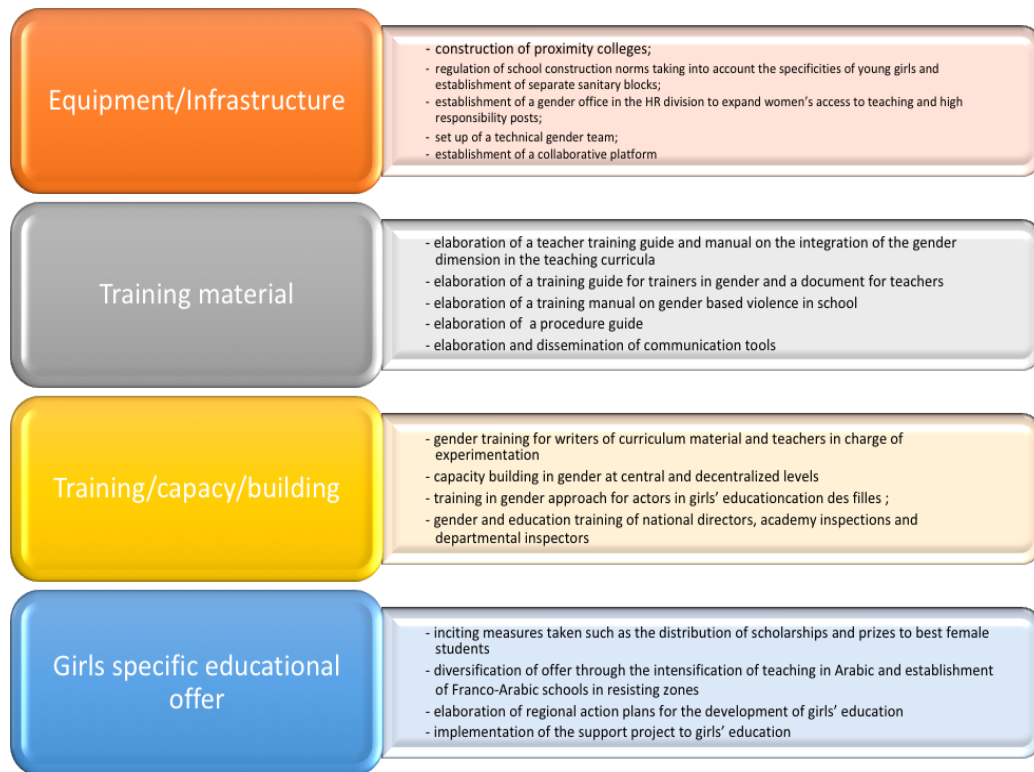 Equipment/Infrastructure
- construction of proximity colleges;
- regulation of school construction norms taking into account the specificities of young girls and
establishment of separate sanitary blocks;
- establishment of a gender office in the HR division to expand women's access to teaching and high
responsibility posts;
- set up of a technical gender team;
- establishment of a collaborative platform
Training material
- elaboration of a teacher training guide and manual on the integration of the gender
dimension in the teaching curricula
- elaboration of a training guide for trainers in gender and a document for teachers
- elaboration of a training manual on gender based violence in school
- elaboration of  a procedure guide
- elaboration and dissemination of communication tools
Training/capacy/building
- gender training for writers of curriculum material and teachers in charge of
experimentation
- capacity building in gender at central and decentralized levels
- training in gender approach for actors in girls' educationcation des filles ;
- gender and education training of national directors, academy inspections and
departmental inspectors
Girls specific educational
offer
- inciting measures taken such as the distribution of scholarships and prizes to best female
students
- diversification of offer through the intensification of teaching in Arabic and establishment
of Franco-Arabic schools in resisting zones
- elaboration of regional action plans for the development of girls' education
- implementation of the support project to girls' education